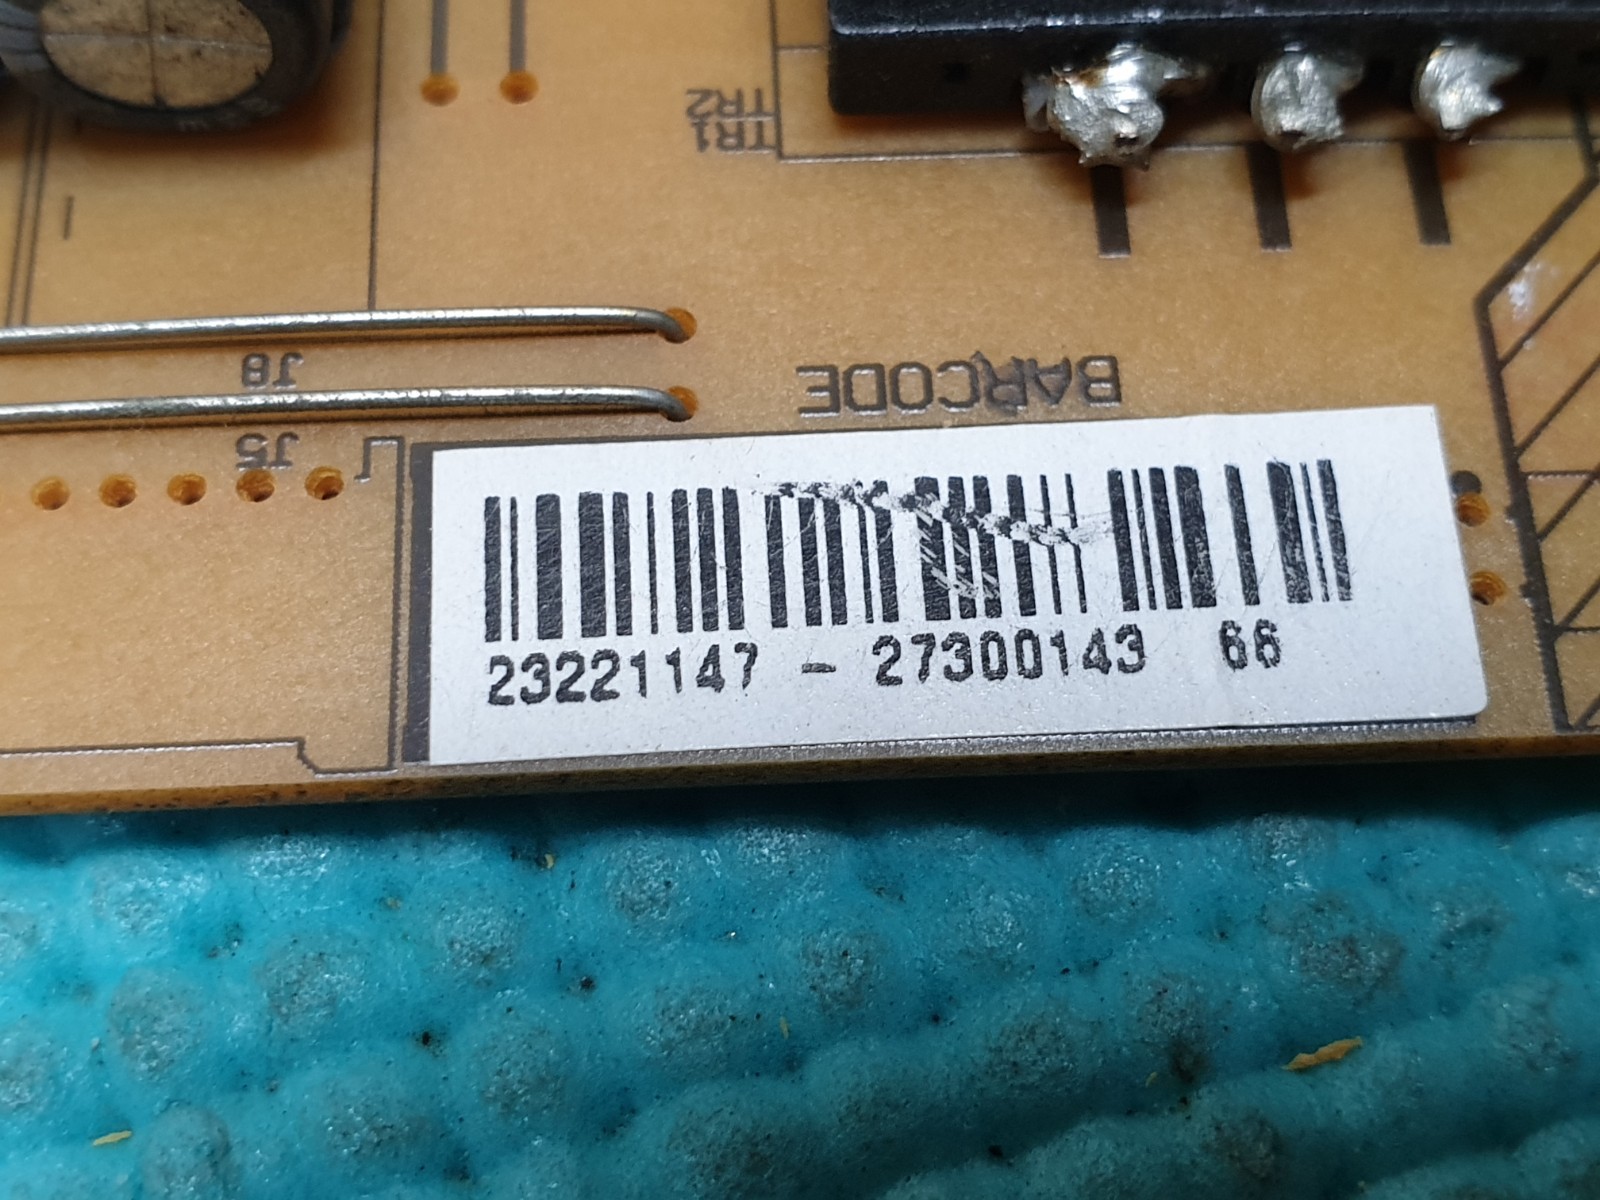 TR2
TR1
J8
BARCODE
J5
23221147 - 27300143 66